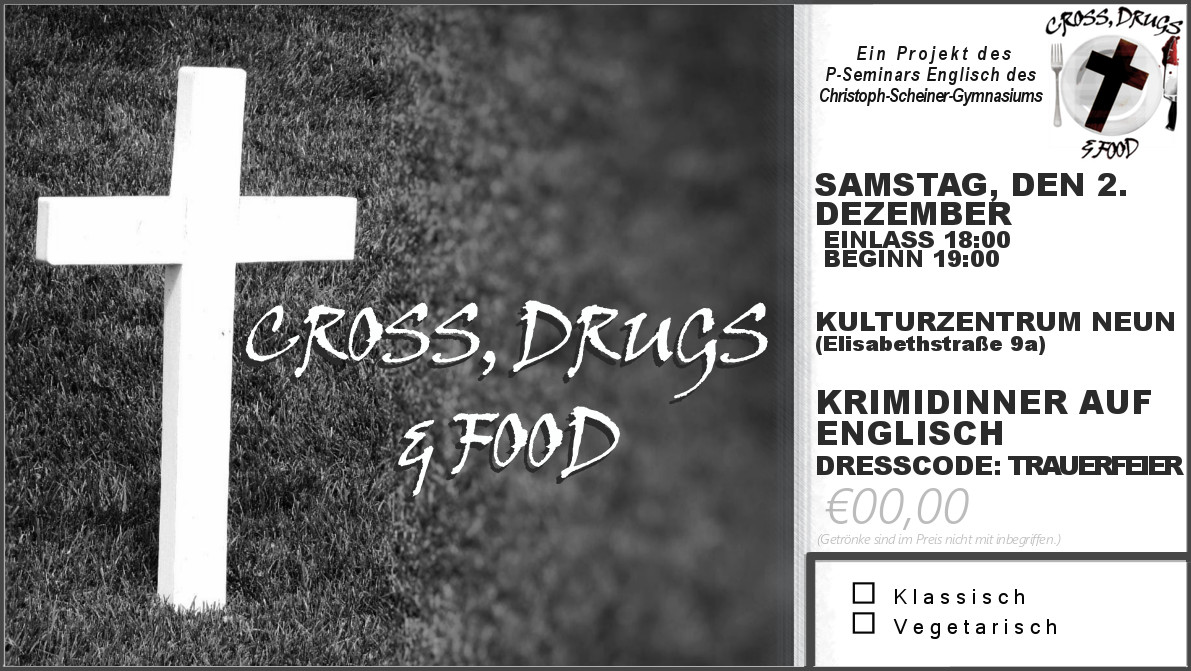 CROSS, DRUGS
& FOOD
Ein Projekt des
P-Seminars Englisch des
Christoph-Scheiner-Gymnasiums
CROSS, DRUGS
& FOOD
SAMSTAG, DEN 2.
DEZEMBER
EINLASS 18:00
BEGINN 19:00
KULTURZENTRUM NEUN
(Elisabethstraße 9a)
KRIMIDINNER AUF
ENGLISCH
DRESSCODE: TRAUERFEIER
€00,00
(Getrönke sind im Preis nicht mit inbegriffen.)
☐ Klassisch
☐ Vegetarisch